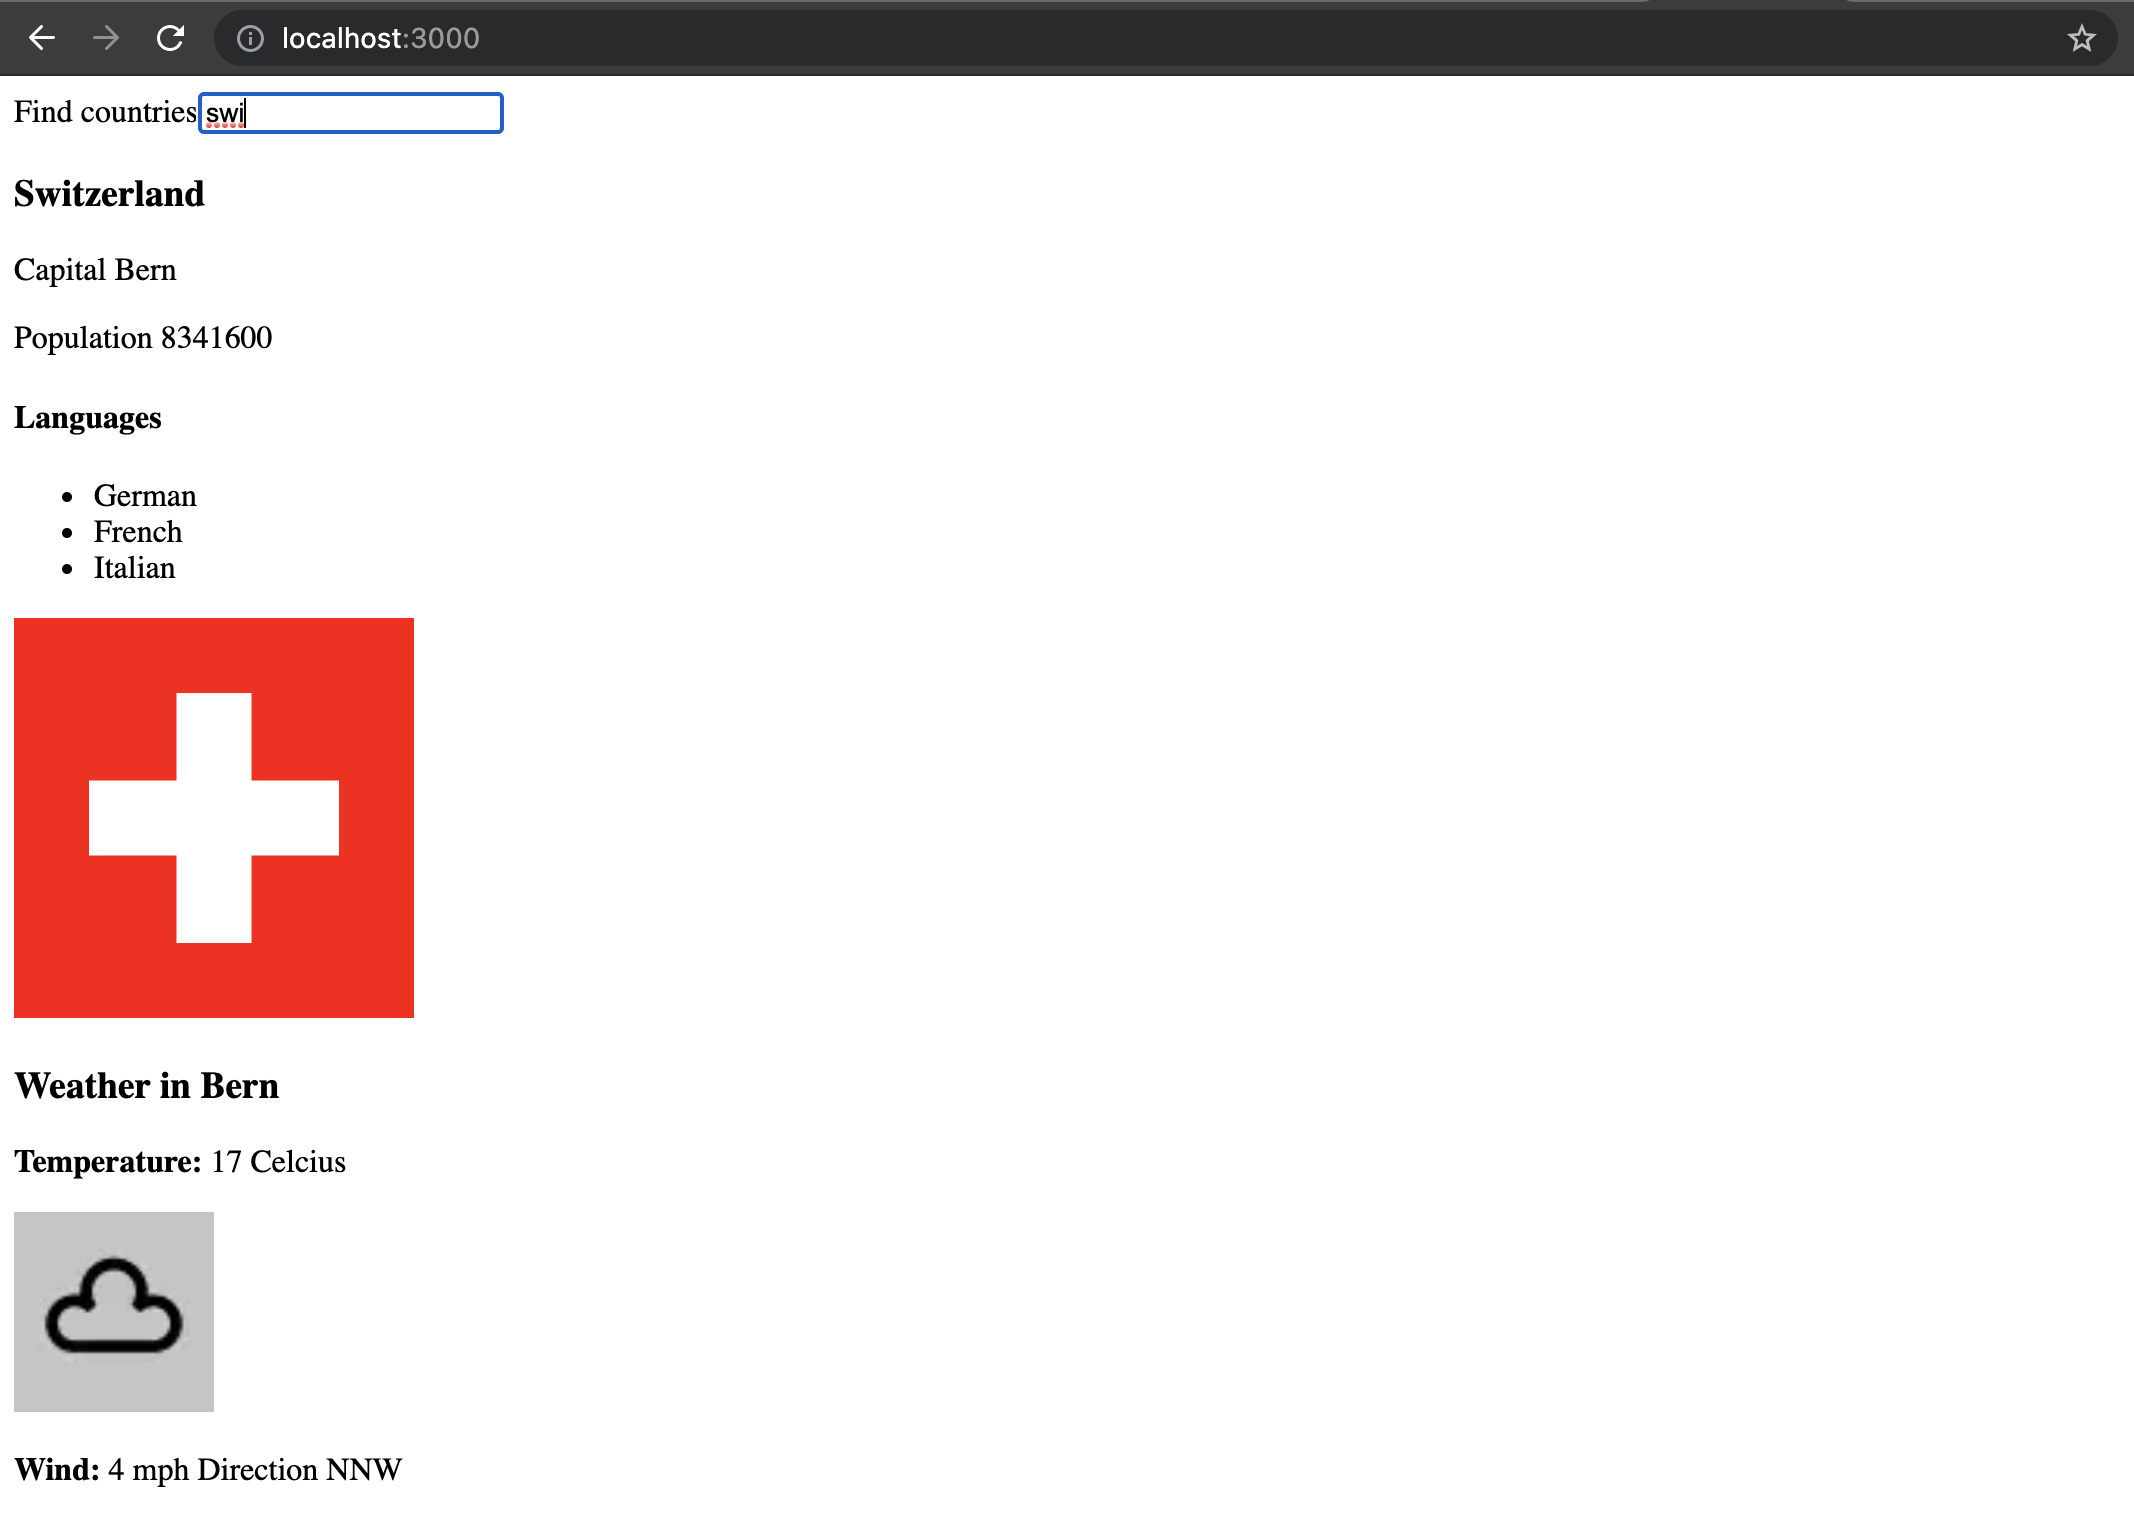 localhost:3000
Find countries swi
Switzerland
Capital Bern
Population 8341600
Languages
German
French
Italian
Weather in Bern
Temperature: 17 Celcius
Wind: 4 mph Direction NNW